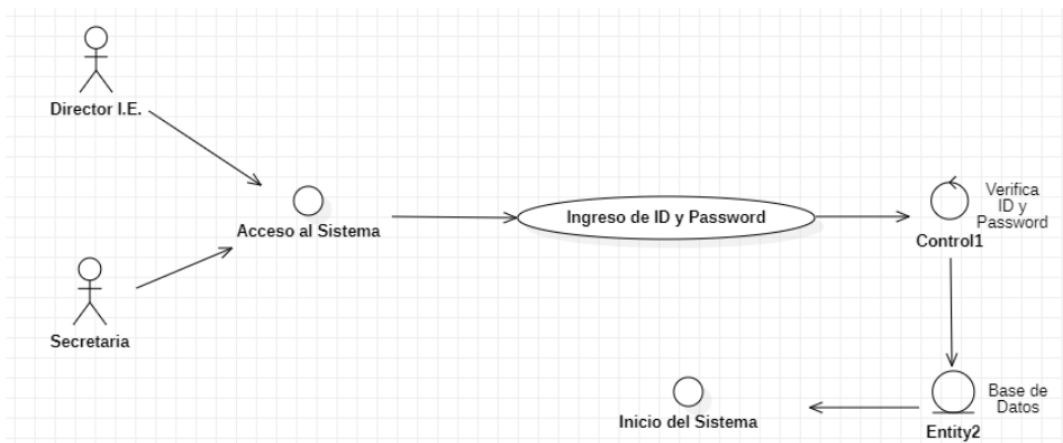 Director I.E.
Acceso al Sistema
Secretaria
Ingreso de ID y Password
Verifica
ID y
Password
Control1
Inicio del Sistema
Base de
Datos
Entity2